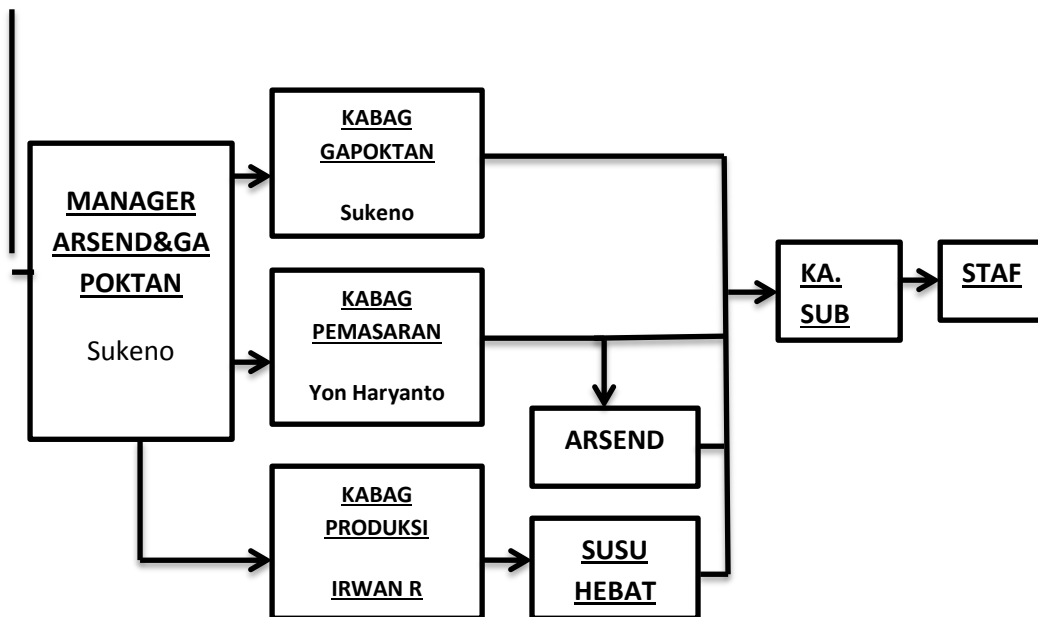 MANAGER
ARSEND&GA
POKTAN
Sukeno
KABAG
GAPOKTAN
Sukeno
KABAG
PEMASARAN
Yon Haryanto
KABAG
PRODUKSI
IRWAN R
ARSEND
SUSU
HEBAT
KA.
SUB
STAF